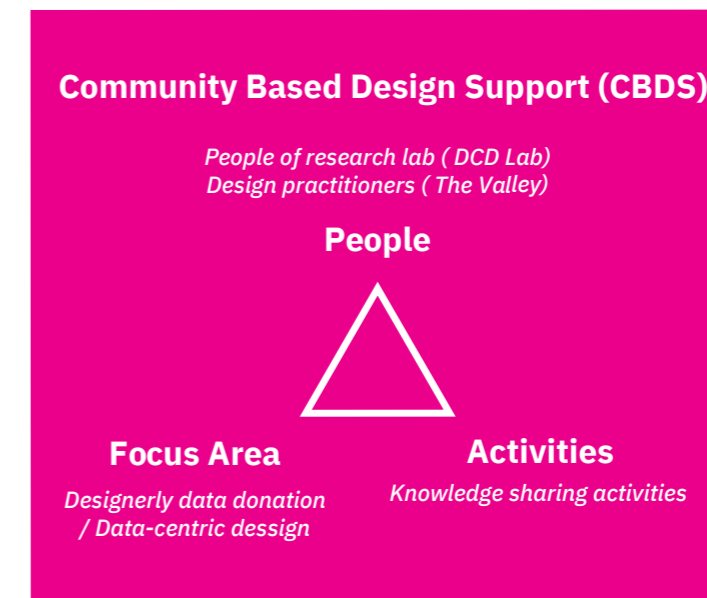 Community Based Design Support (CBDS)
People of research lab ( DCD Lab)
Design practitioners ( The Valley)
People
Focus Area
Designerly data donation
/ Data-centric dessign
Activities
Knowledge sharing activities